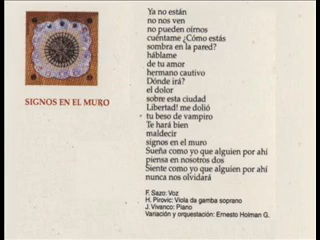 Ya no están
no nos ven
no pueden oirnos
cuéntame ¿Cómo estás
sombra en la pared?
háblame
de tu amor
hermano cautivo
Dónde irá?
el dolor
sobre esta ciudad
Libertad! me dolió
tu beso de vampiro
Te hará bien
maldecir
signos en el muro
Sueña como yo que alguien por ahí
piensa en nosotros dos
Siente como yo que alguien por ahí
nunca nos olvidará
SIGNOS EN EL MURO
F. Sazo: Voz
H. Pirovic: Viola da gamba soprano
J. Vivanco: Piano
Variación y orquestación: Ernesto Holman G.